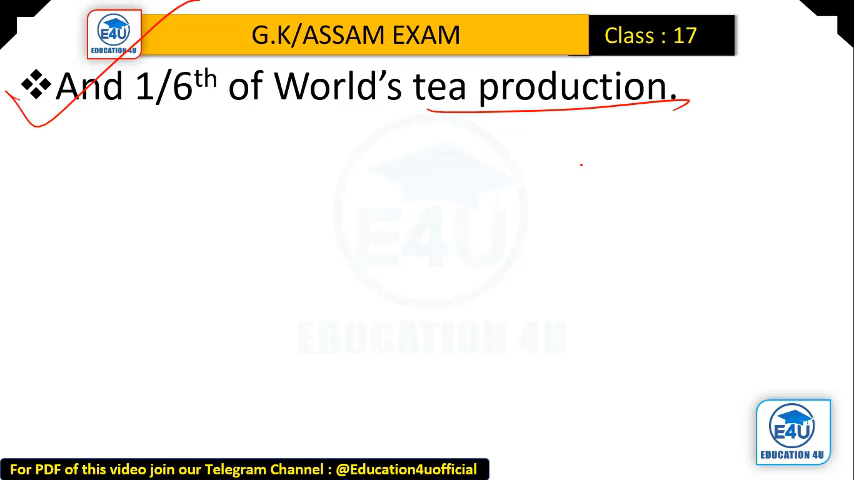 E4U
EDUCATION 4U
G.K/ASSAM EXAM
Class : 17
❖And 1/6th of World’s tea production.
E4U
EDUCATION 4U
E4U
EDUCATION 4U
For PDF of this video join our Telegram Channel : @Education4uofficial